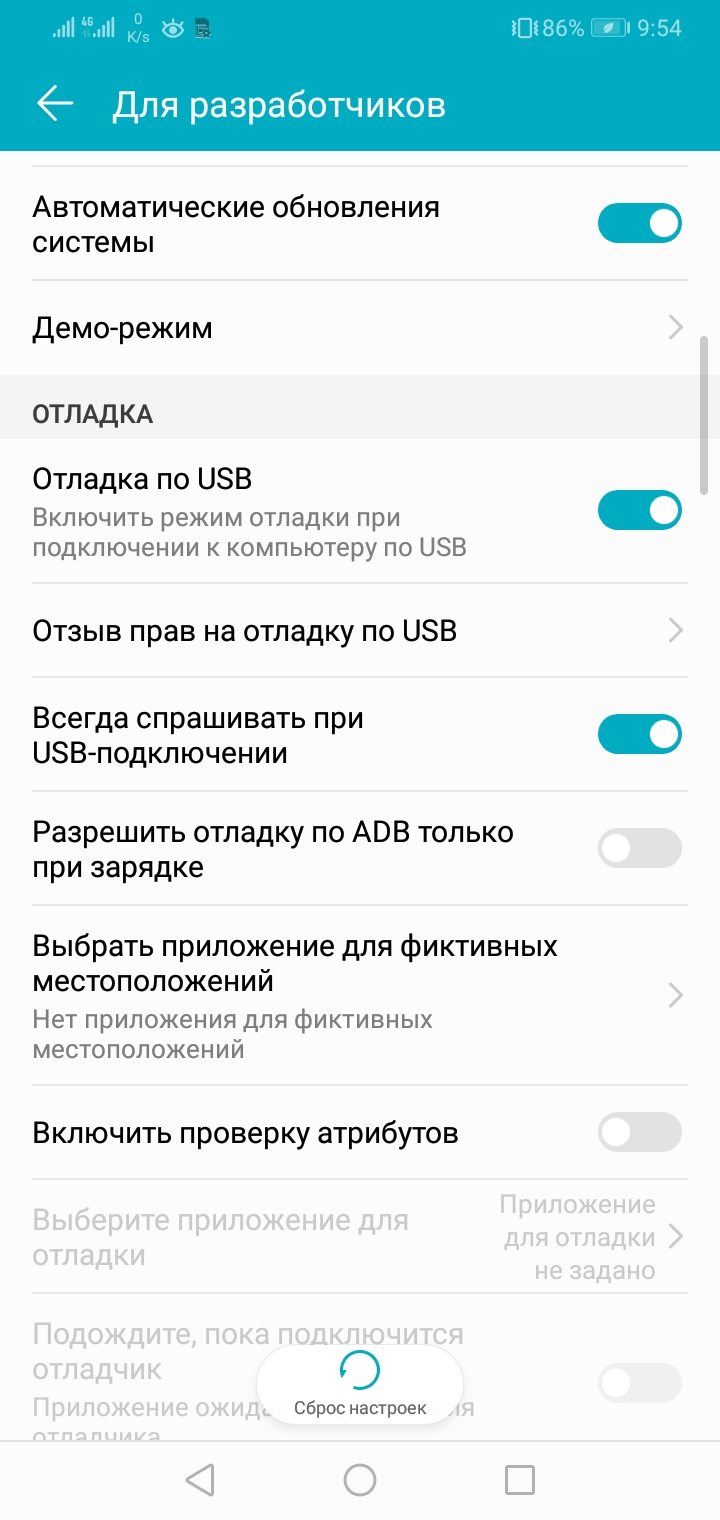 4G 0 K/s 86% 9:54
Для разработчиков
Автоматические обновления
системы
Демо-режим
ОТЛАДКА
Отладка по USB
Включить режим отладки при
подключении к компьютеру по USB
Отзыв прав на отладку по USB
Всегда спрашивать при
USB-подключении
Разрешить отладку по ADB только
при зарядке
Выбрать приложение для фиктивных
местоположений
Нет приложения для фиктивных
местоположений
Включить проверку атрибутов
Выберите приложение для
отладки
Приложение
для отладки
не задано
Подождите, пока подключится
отладчик
Приложение
отладчика
Сброс настроек